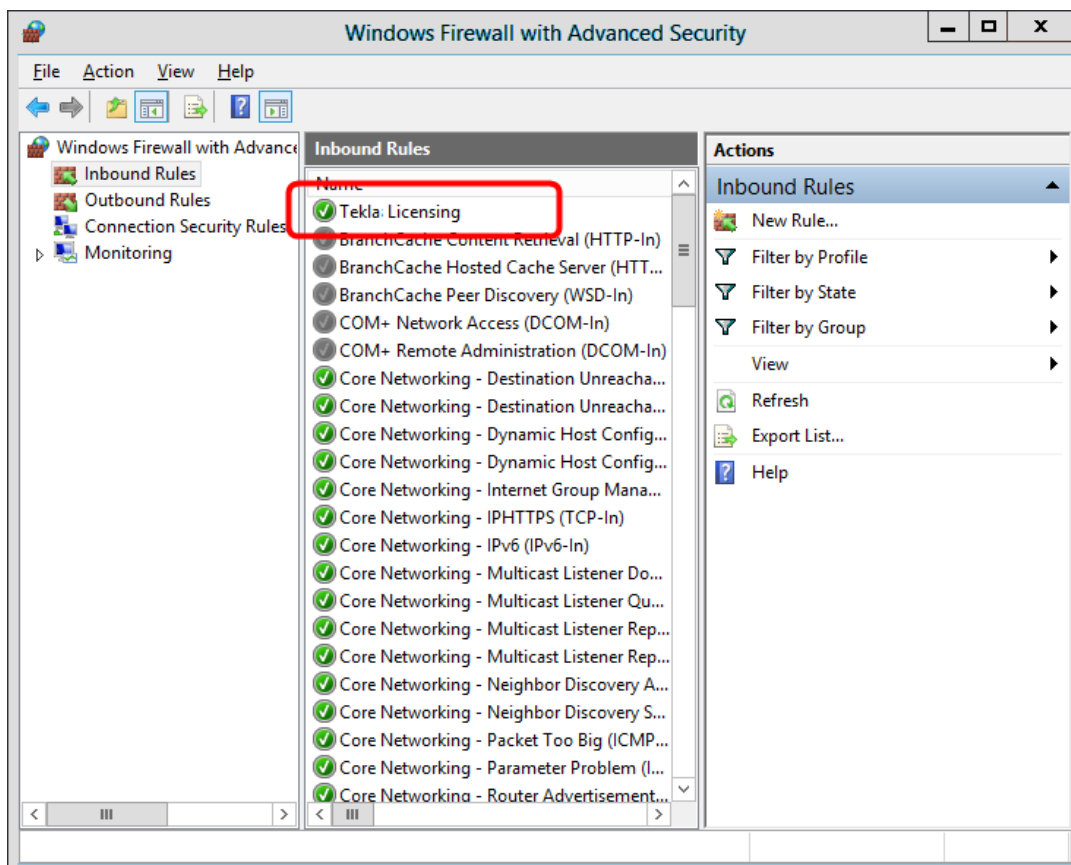 Windows Firewall with Advanced Security
File Action View Help
Windows Firewall with Advance
Inbound Rules
Outbound Rules
Connection Security Rules
Monitoring
Inbound Rules
Name
Tekla Licensing
BranchCache Content Retrieval (HTTP-In)
BranchCache Hosted Cache Server (HTT...
BranchCache Peer Discovery (WSD-In)
COM+ Network Access (DCOM-In)
COM+ Remote Administration (DCOM-In)
Core Networking - Destination Unreacha...
Core Networking - Destination Unreacha...
Core Networking - Dynamic Host Config...
Core Networking - Dynamic Host Config...
Core Networking - Internet Group Mana...
Core Networking - IPHTTPS (TCP-In)
Core Networking - IPv6 (IPv6-In)
Core Networking - Multicast Listener Do...
Core Networking - Multicast Listener Qu...
Core Networking - Multicast Listener Rep...
Core Networking - Multicast Listener Rep...
Core Networking - Neighbor Discovery A...
Core Networking - Neighbor Discovery S...
Core Networking - Packet Too Big (ICMP...
Core Networking - Parameter Problem (I...
Core Networking - Router Advertisement...
Actions
Inbound Rules
New Rule...
Filter by Profile
Filter by State
Filter by Group
View
Refresh
Export List...
Help